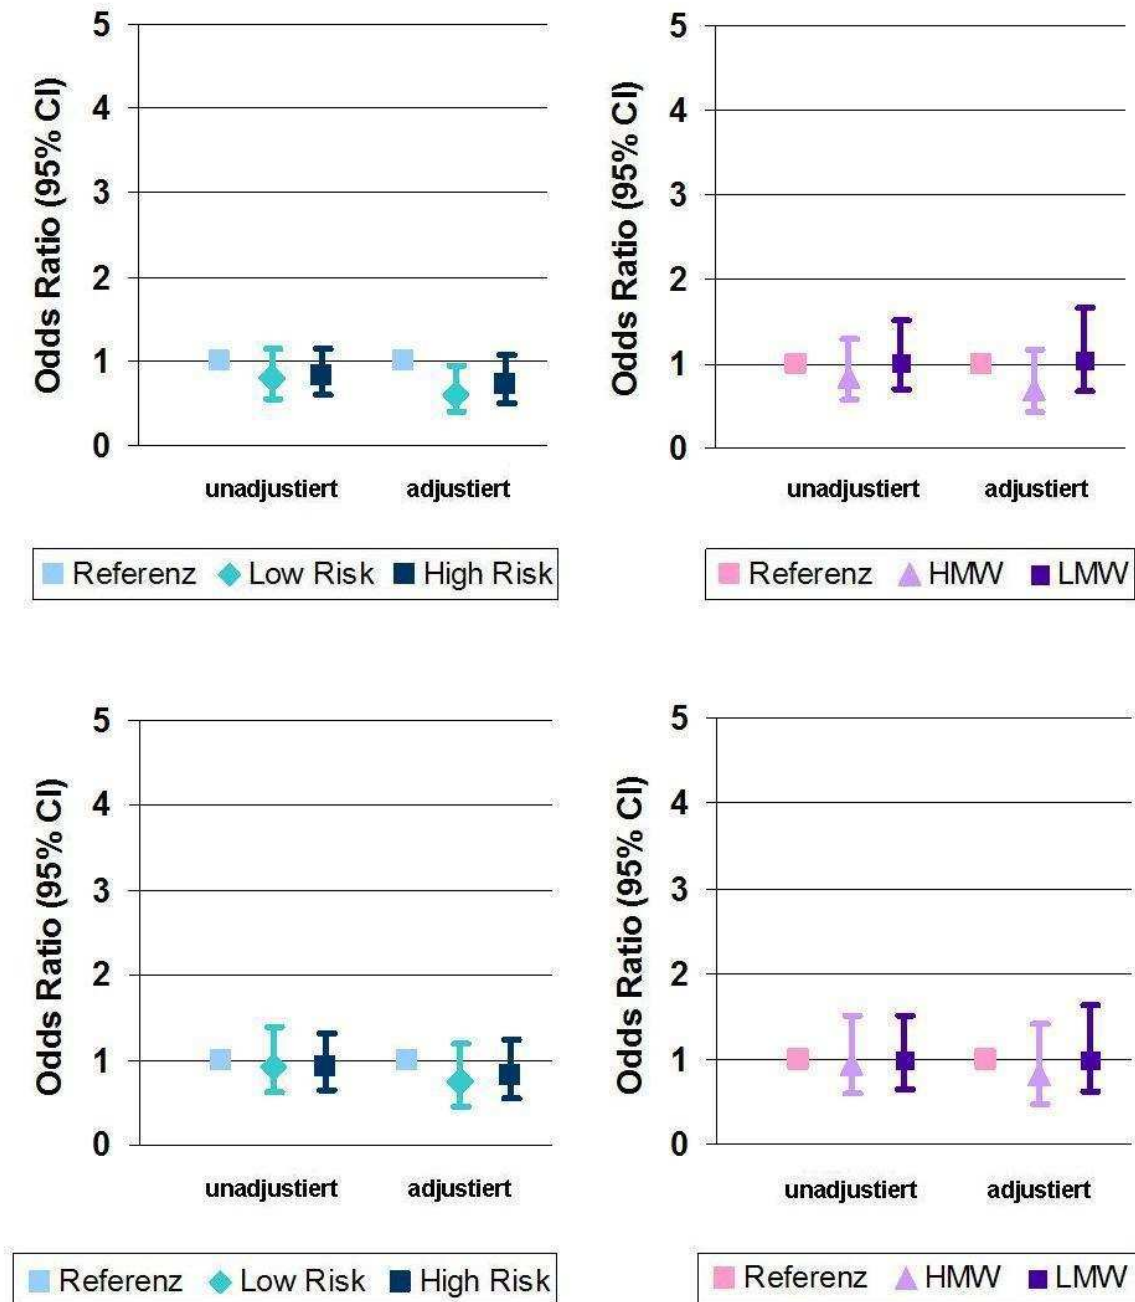 Odds Ratio (95% CI)
5
4
3
2
1
0
unadjustiert adjustiert
Referenz Low Risk High Risk
Odds Ratio (95% CI)
5
4
3
2
1
0
unadjustiert adjustiert
Referenz HMW LMW
Odds Ratio (95% CI)
5
4
3
2
1
0
unadjustiert adjustiert
Referenz Low Risk High Risk
Odds Ratio (95% CI)
5
4
3
2
1
0
unadjustiert adjustiert
Referenz HMW LMW